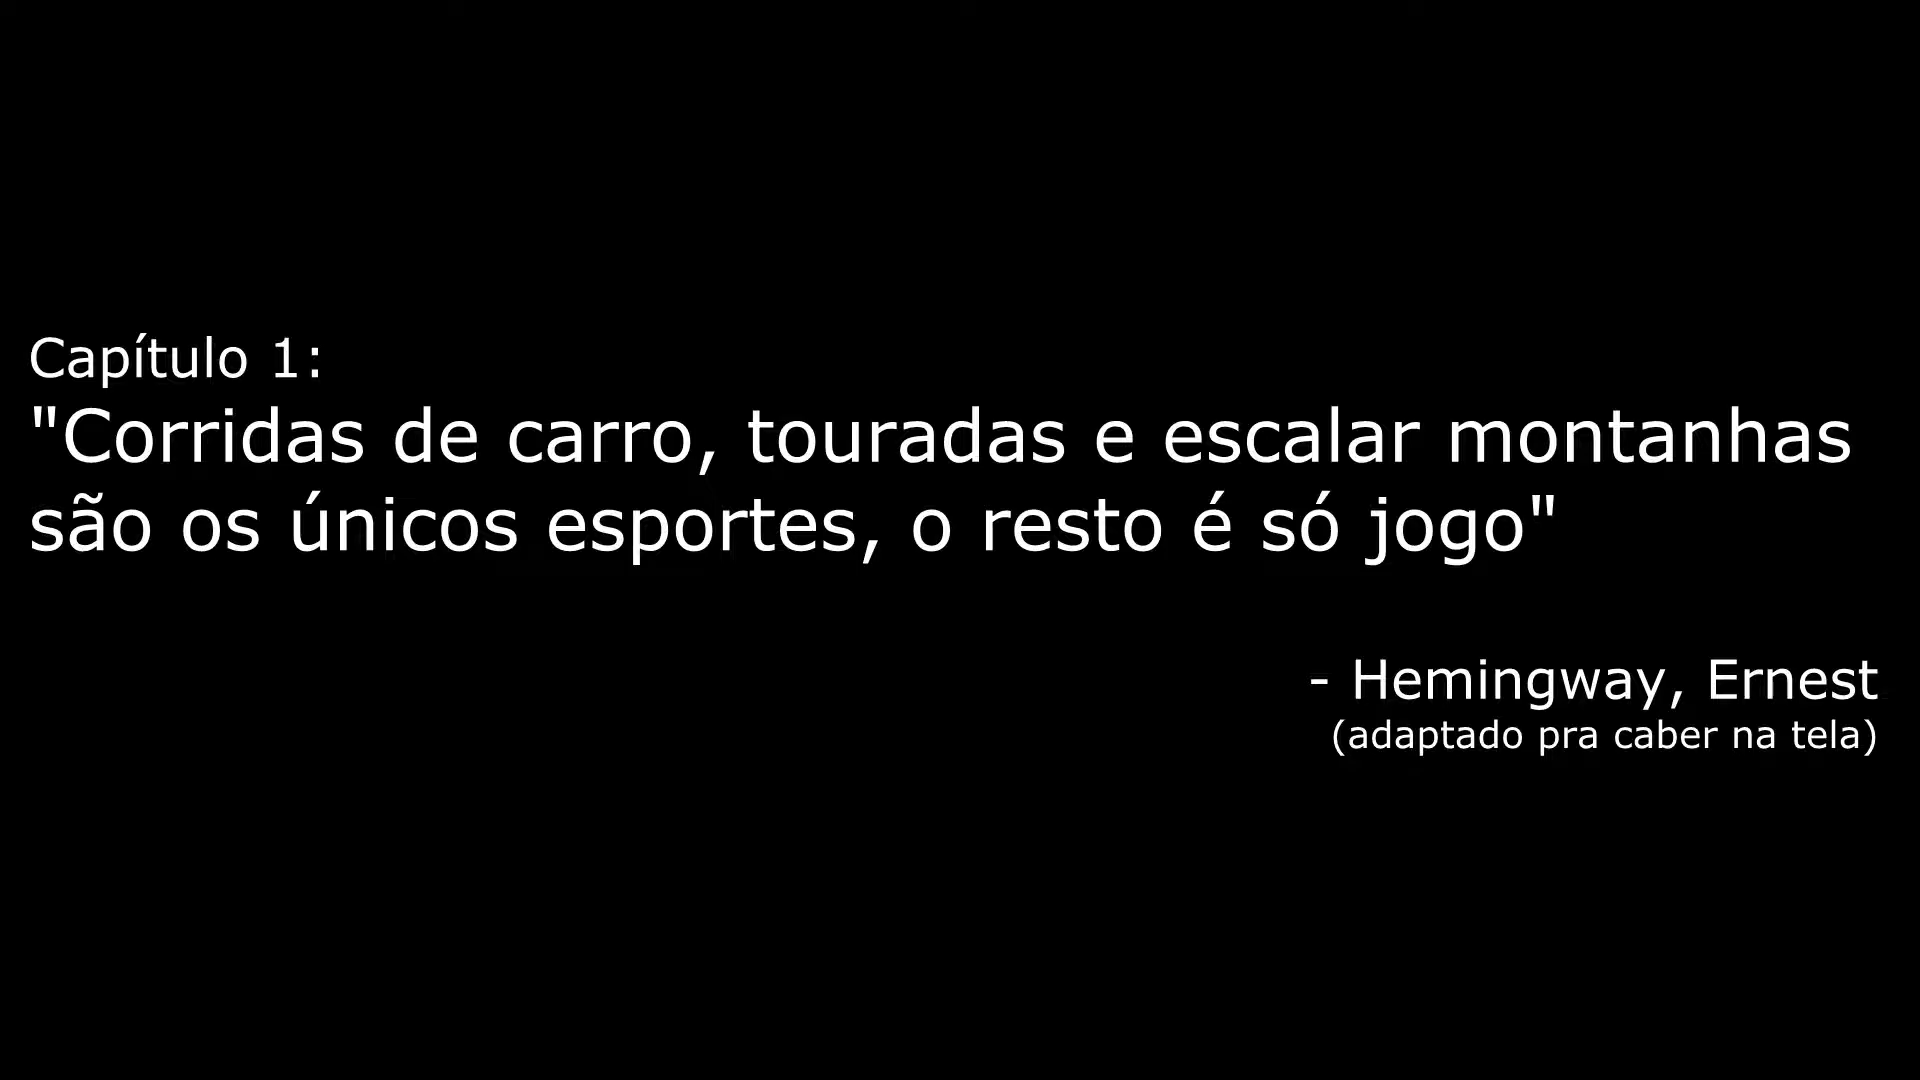 Capítulo 1:
"Corridas de carro, touradas e escalar montanhas
são os únicos esportes, o resto é só jogo"
- Hemingway, Ernest
(adaptado pra caber na tela)